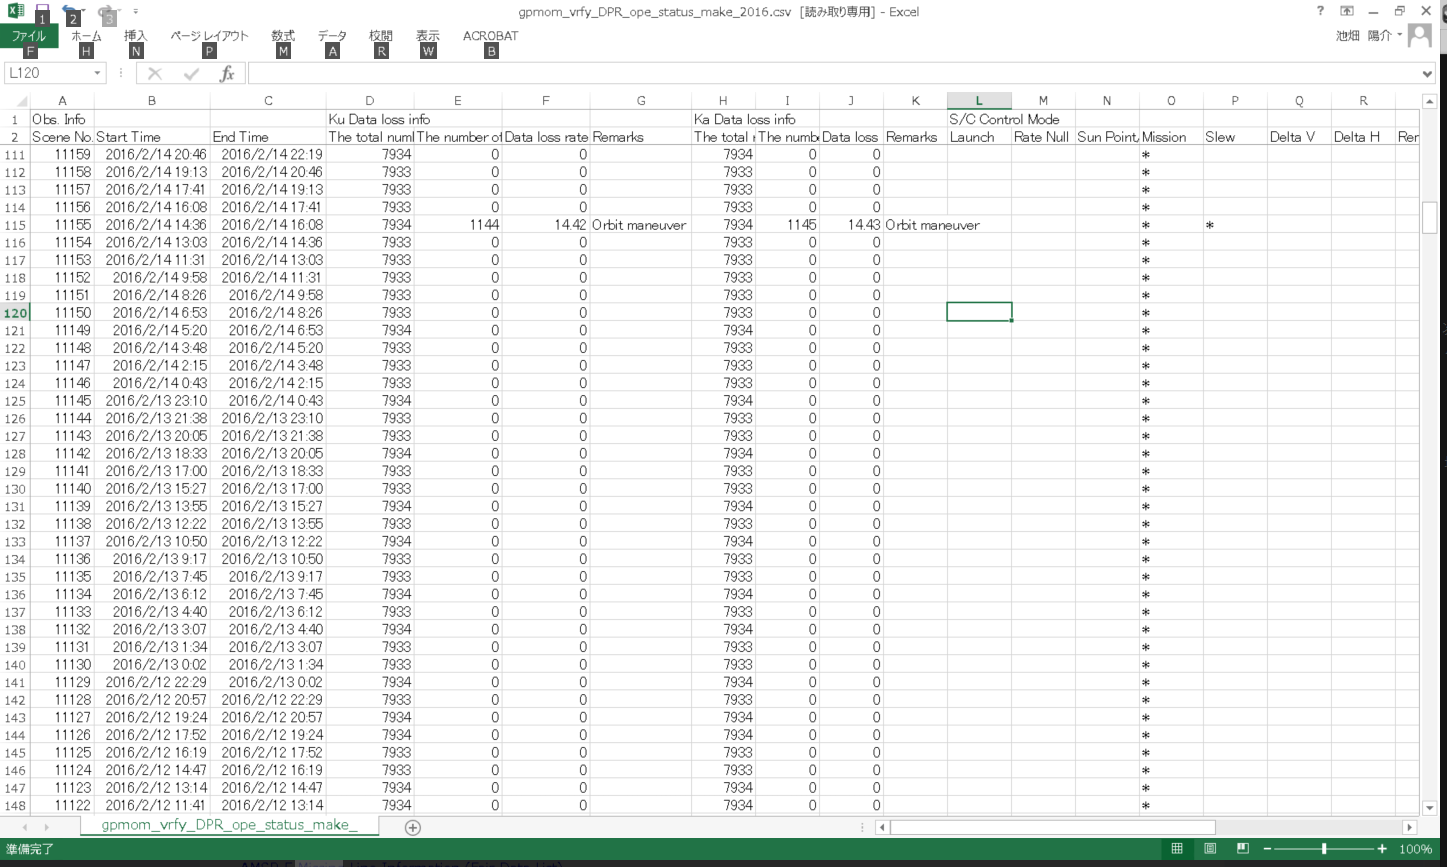 1 2 3 gpmom_vrfy_DPR_ope_status_make_2016.csv [読み取り専用] - Excel ?
ファイル ホーム 挿入 ページ レイアウト 数式 データ 校閲 表示 ACROBAT 池畑 陽介
F H N P M A R W B
L120 fx
A B C D E F G H I J K L M N O P Q R
1 Obs. Info Ku Data loss info Ka Data loss info S/C Control Mode
2 Scene No. Start Time End Time The total numl The number of Data loss rate Remarks The total r The numbe Data loss Remarks Launch Rate Null Sun Point, Mission Slew Delta V Delta H Rer
111 11159 2016/2/14 20:46 2016/2/14 22:19 7934 0 0 7934 0 0 *
112 11158 2016/2/14 19:13 2016/2/14 20:46 7933 0 0 7933 0 0 *
113 11157 2016/2/14 17:41 2016/2/14 19:13 7933 0 0 7933 0 0 *
114 11156 2016/2/14 16:08 2016/2/14 17:41 7933 0 0 7933 0 0 *
115 11155 2016/2/14 14:36 2016/2/14 16:08 7934 1144 14.42 Orbit maneuver 7934 1145 14.43 Orbit maneuver * *
116 11154 2016/2/14 13:03 2016/2/14 14:36 7933 0 0 7933 0 0 *
117 11153 2016/2/14 11:31 2016/2/14 13:03 7933 0 0 7933 0 0 *
118 11152 2016/2/14 9:58 2016/2/14 11:31 7933 0 0 7933 0 0 *
119 11151 2016/2/14 8:26 2016/2/14 9:58 7933 0 0 7933 0 0 *
120 11150 2016/2/14 6:53 2016/2/14 8:26 7933 0 0 7933 0 0 *
121 11149 2016/2/14 5:20 2016/2/14 6:53 7934 0 0 7934 0 0 *
122 11148 2016/2/14 3:48 2016/2/14 5:20 7933 0 0 7933 0 0 *
123 11147 2016/2/14 2:15 2016/2/14 3:48 7933 0 0 7933 0 0 *
124 11146 2016/2/14 0:43 2016/2/14 2:15 7933 0 0 7933 0 0 *
125 11145 2016/2/13 23:10 2016/2/14 0:43 7934 0 0 7934 0 0 *
126 11144 2016/2/13 21:38 2016/2/13 23:10 7933 0 0 7933 0 0 *
127 11143 2016/2/13 20:05 2016/2/13 21:38 7933 0 0 7933 0 0 *
128 11142 2016/2/13 18:33 2016/2/13 20:05 7934 0 0 7934 0 0 *
129 11141 2016/2/13 17:00 2016/2/13 18:33 7933 0 0 7933 0 0 *
130 11140 2016/2/13 15:27 2016/2/13 17:00 7933 0 0 7933 0 0 *
131 11139 2016/2/13 13:55 2016/2/13 15:27 7934 0 0 7934 0 0 *
132 11138 2016/2/13 12:22 2016/2/13 13:55 7933 0 0 7933 0 0 *
133 11137 2016/2/13 10:50 2016/2/13 12:22 7934 0 0 7934 0 0 *
134 11136 2016/2/13 9:17 2016/2/13 10:50 7933 0 0 7933 0 0 *
135 11135 2016/2/13 7:45 2016/2/13 9:17 7933 0 0 7933 0 0 *
136 11134 2016/2/13 6:12 2016/2/13 7:45 7934 0 0 7934 0 0 *
137 11133 2016/2/13 4:40 2016/2/13 6:12 7933 0 0 7933 0 0 *
138 11132 2016/2/13 3:07 2016/2/13 4:40 7934 0 0 7934 0 0 *
139 11131 2016/2/13 1:34 2016/2/13 3:07 7933 0 0 7933 0 0 *
140 11130 2016/2/13 0:02 2016/2/13 1:34 7933 0 0 7933 0 0 *
141 11129 2016/2/12 22:29 2016/2/13 0:02 7934 0 0 7934 0 0 *
142 11128 2016/2/12 20:57 2016/2/12 22:29 7933 0 0 7933 0 0 *
143 11127 2016/2/12 19:24 2016/2/12 20:57 7934 0 0 7934 0 0 *
144 11126 2016/2/12 17:52 2016/2/12 19:24 7934 0 0 7934 0 0 *
145 11125 2016/2/12 16:19 2016/2/12 17:52 7933 0 0 7933 0 0 *
146 11124 2016/2/12 14:47 2016/2/12 16:19 7933 0 0 7933 0 0 *
147 11123 2016/2/12 13:14 2016/2/12 14:47 7934 0 0 7934 0 0 *
148 11122 2016/2/12 11:41 2016/2/12 13:14 7934 0 0 7934 0 0 *
gpmom_vrfy_DPR_ope_status_make_
準備完了 100%